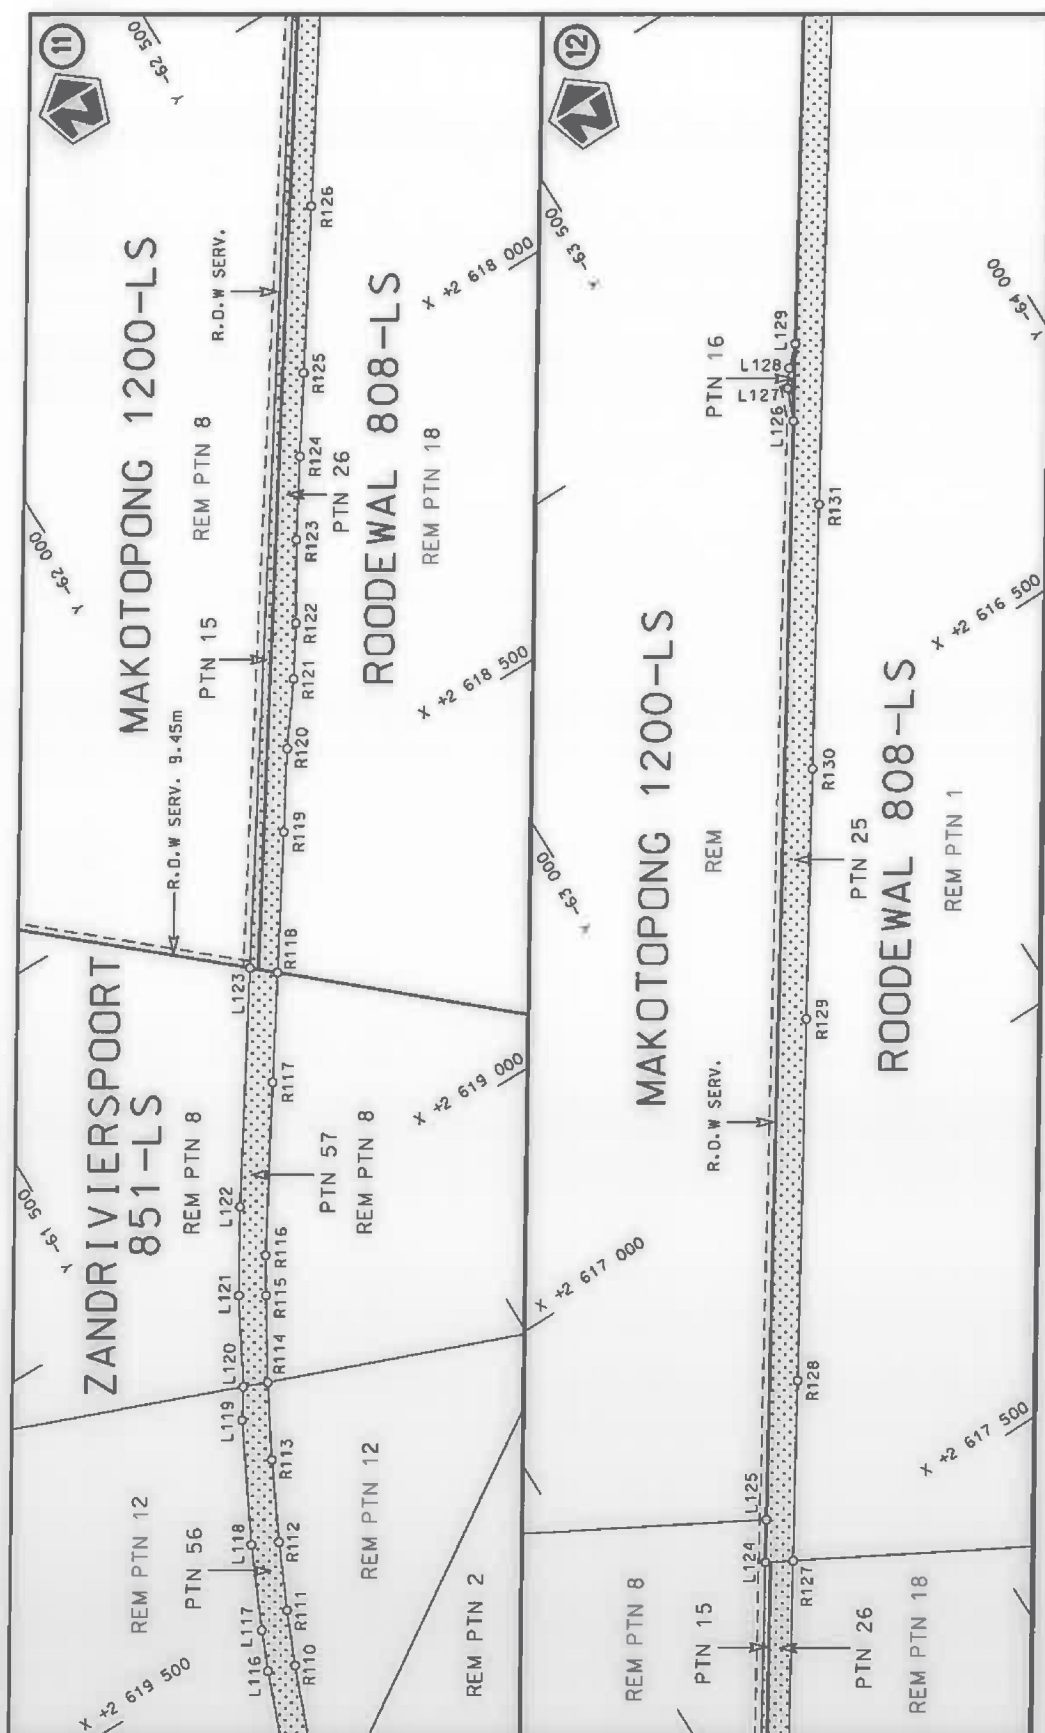 11
Y -62 500
MAKOTOPONG 1200-LS
R.O.W SERV.
REM PTN 8
Y -62 000
PTN 15
R.O.W SERV. 9.45m
R126
R125
R124
R123
R122
R121
R120
R119
R118
PTN 26
ROODEWAL 808-LS
REM PTN 18
X +2 618 000
X +2 618 500
ZANDRIVIERSPOORT
851-LS
Y -61 500
REM PTN 8
L123
L122
L121
L120
L119
L118
L117
L116
R117
R116
R115
R114
R113
R112
R111
R110
PTN 57
REM PTN 8
X +2 619 000
REM PTN 12
PTN 56
REM PTN 12
REM PTN 2
X +2 619 500
12
Y -63 500
Y -64 000
PTN 16
L129
L128
L127
L126
R131
R130
R129
R128
R127
MAKOTOPONG 1200-LS
REM
Y -63 000
R.O.W SERV.
PTN 25
ROODEWAL 808-LS
REM PTN 1
X +2 616 500
X +2 617 000
X +2 617 500
L125
L124
REM PTN 8
PTN 15
PTN 26
REM PTN 18